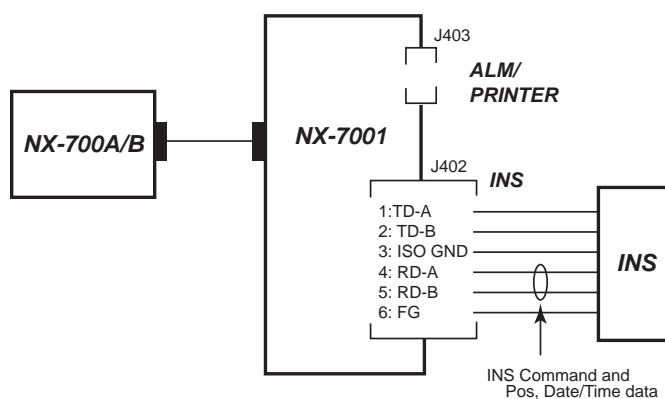 J403
ALM/
PRINTER
NX-700A/B
NX-7001
J402
INS
1:TD-A
2: TD-B
3: ISO GND
4: RD-A
5: RD-B
6: FG
INS
INS Command and
Pos, Date/Time data